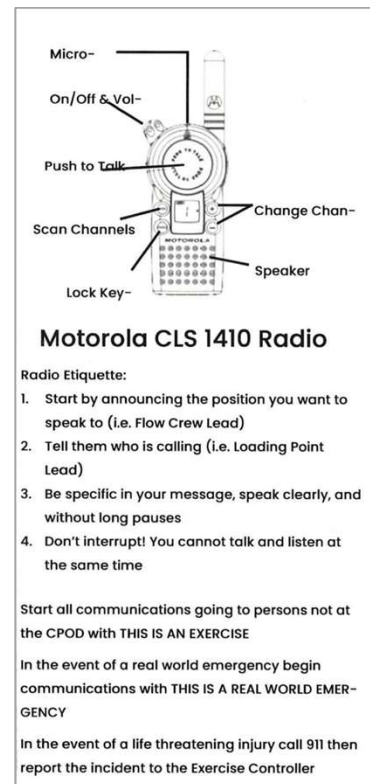 Micro-
On/Off & Vol-
Push to Talk
PUSH TO TALK
Scan Channels
Change Chan-
MOTOROLA
Speaker
Lock Key-
Motorola CLS 1410 Radio
Radio Etiquette:
1. Start by announcing the position you want to
speak to (i.e. Flow Crew Lead)
2. Tell them who is calling (i.e. Loading Point
Lead)
3. Be specific in your message, speak clearly, and
without long pauses
4. Don’t interrupt! You cannot talk and listen at
the same time
Start all communications going to persons not at
the CPOD with THIS IS AN EXERCISE
In the event of a real world emergency begin
communications with THIS IS A REAL WORLD EMER-
GENCY
In the event of a life threatening injury call 911 then
report the incident to the Exercise Controller